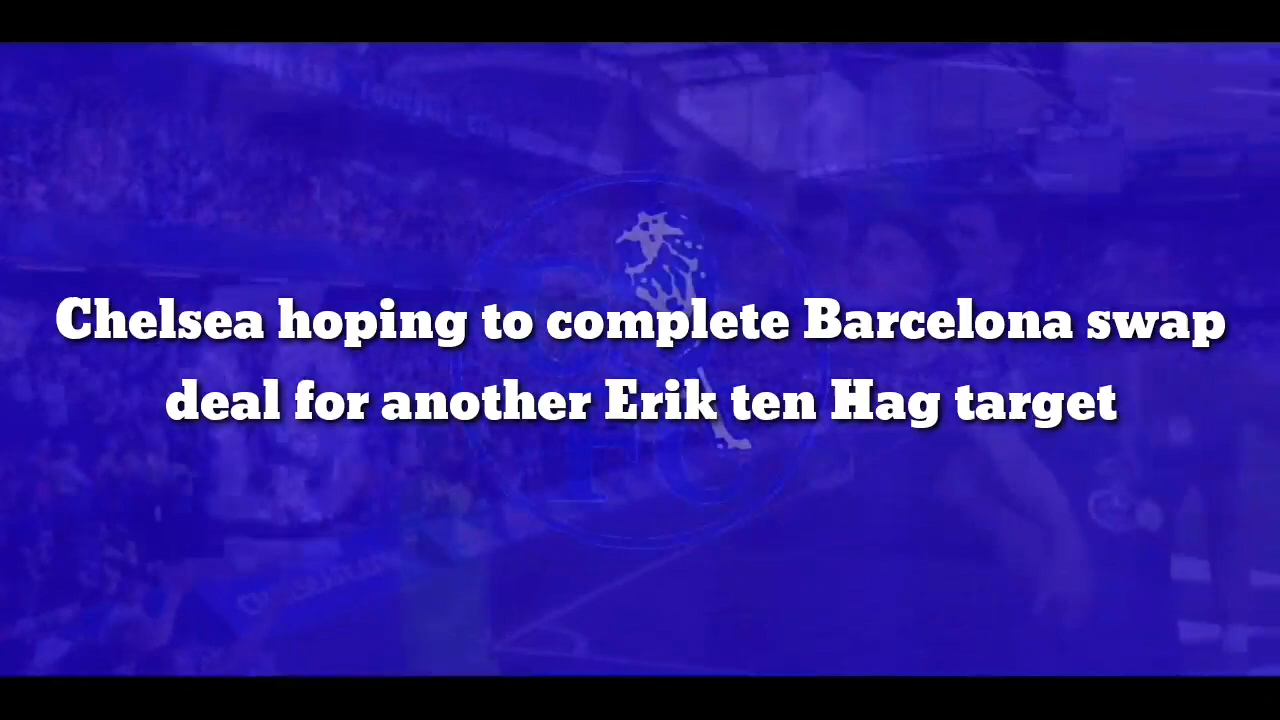 Chelsea hoping to complete Barcelona swap
deal for another Erik ten Hag target